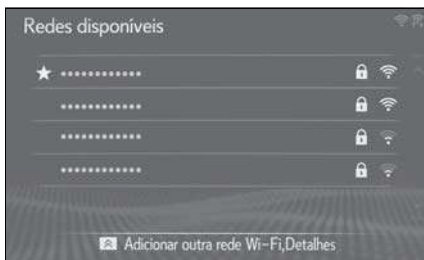 Redes disponíveis
★ ••••••••••••
••••••••••••
••••••••••••
••••••••••••
Adicionar outra rede Wi-Fi,Detalhes